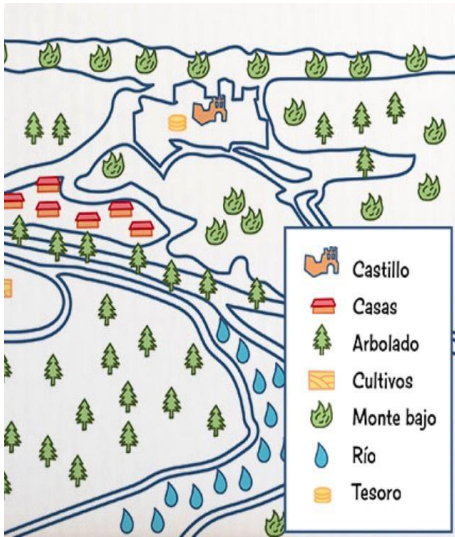 Castillo
Casas
Arbolado
Cultivos
Monte bajo
Río
Tesoro